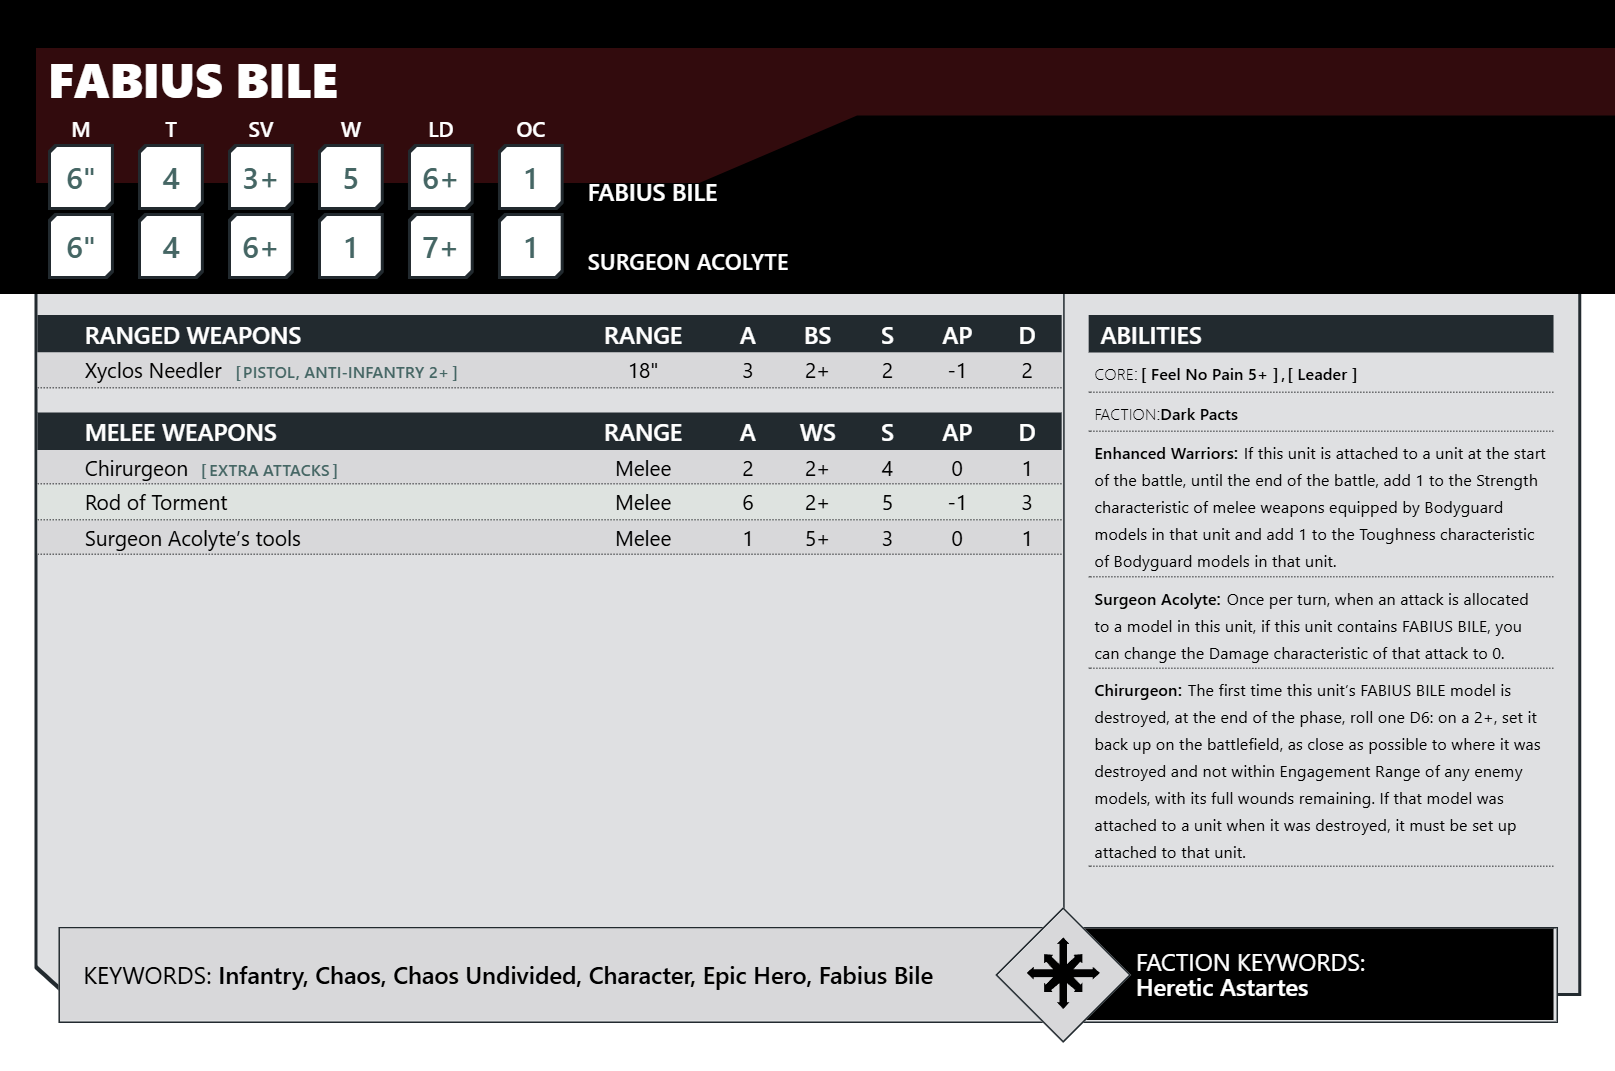 FABIUS BILE
M T SV W LD OC
6" 4 3+ 5 6+ 1 FABIUS BILE
6" 4 6+ 1 7+ 1 SURGEON ACOLYTE
RANGED WEAPONS RANGE A BS S AP D
Xyclos Needler [ PISTOL, ANTI-INFANTRY 2+ ] 18" 3 2+ 2 -1 2
MELEE WEAPONS RANGE A WS S AP D
Chirurgeon [ EXTRA ATTACKS ] Melee 2 2+ 4 0 1
Rod of Torment Melee 6 2+ 5 -1 3
Surgeon Acolyte’s tools Melee 1 5+ 3 0 1
ABILITIES
CORE: [ Feel No Pain 5+ ] , [ Leader ]
FACTION:Dark Pacts
Enhanced Warriors: If this unit is attached to a unit at the start
of the battle, until the end of the battle, add 1 to the Strength
characteristic of melee weapons equipped by Bodyguard
models in that unit and add 1 to the Toughness characteristic
of Bodyguard models in that unit.
Surgeon Acolyte: Once per turn, when an attack is allocated
to a model in this unit, if this unit contains FABIUS BILE, you
can change the Damage characteristic of that attack to 0.
Chirurgeon: The first time this unit’s FABIUS BILE model is
destroyed, at the end of the phase, roll one D6: on a 2+, set it
back up on the battlefield, as close as possible to where it was
destroyed and not within Engagement Range of any enemy
models, with its full wounds remaining. If that model was
attached to a unit when it was destroyed, it must be set up
attached to that unit.
KEYWORDS: Infantry, Chaos, Chaos Undivided, Character, Epic Hero, Fabius Bile
FACTION KEYWORDS:
Heretic Astartes